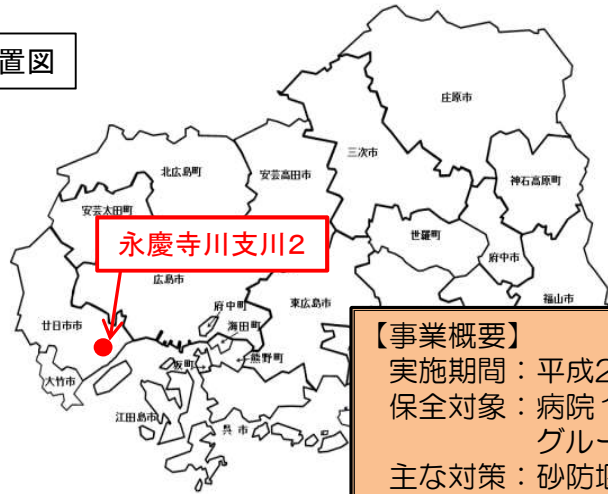 置図
庄原市
三次市
北広島町
安芸高田市
神石高原町
安芸太田町
世羅町
府中市
永慶寺川支川2
広島市
東広島市
福山市
府中町
海田町
廿日市市
坂町
熊野町
大竹市
江田島市
呉市
【事業概要】
実施期間：平成2
保全対象：病院
グルー
主な対策：砂防堰